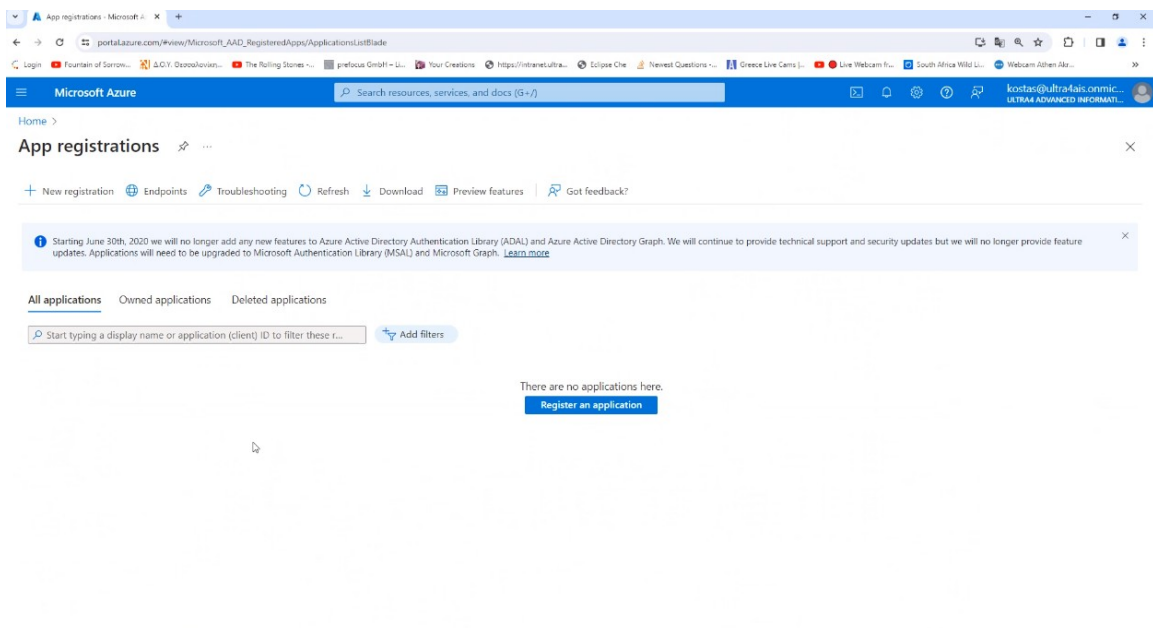 App registrations - Microsoft A
portal.azure.com/#view/Microsoft_AAD_RegisteredApps/ApplicationsListBlade
Login Fountain of Sorrow... Δ.Ο.Υ. Θεσσαλονίκη... The Rolling Stones -... prefocus GmbH – Li... Your Creations https://intranet.ultra... Eclipse Che Newest Questions -... Greece Live Cams |... Live Webcam fr... South Africa Wild Li... Webcam Athen Akr... »
Microsoft Azure
Search resources, services, and docs (G+/)
kostas@ultra4ais.onmic...
ULTRA4 ADVANCED INFORMATI...
Home >
App registrations ...
New registration Endpoints Troubleshooting Refresh Download Preview features Got feedback?
Starting June 30th, 2020 we will no longer add any new features to Azure Active Directory Authentication Library (ADAL) and Azure Active Directory Graph. We will continue to provide technical support and security updates but we will no longer provide feature
updates. Applications will need to be upgraded to Microsoft Authentication Library (MSAL) and Microsoft Graph. Learn more
All applications Owned applications Deleted applications
Start typing a display name or application (client) ID to filter these r...
Add filters
There are no applications here.
Register an application